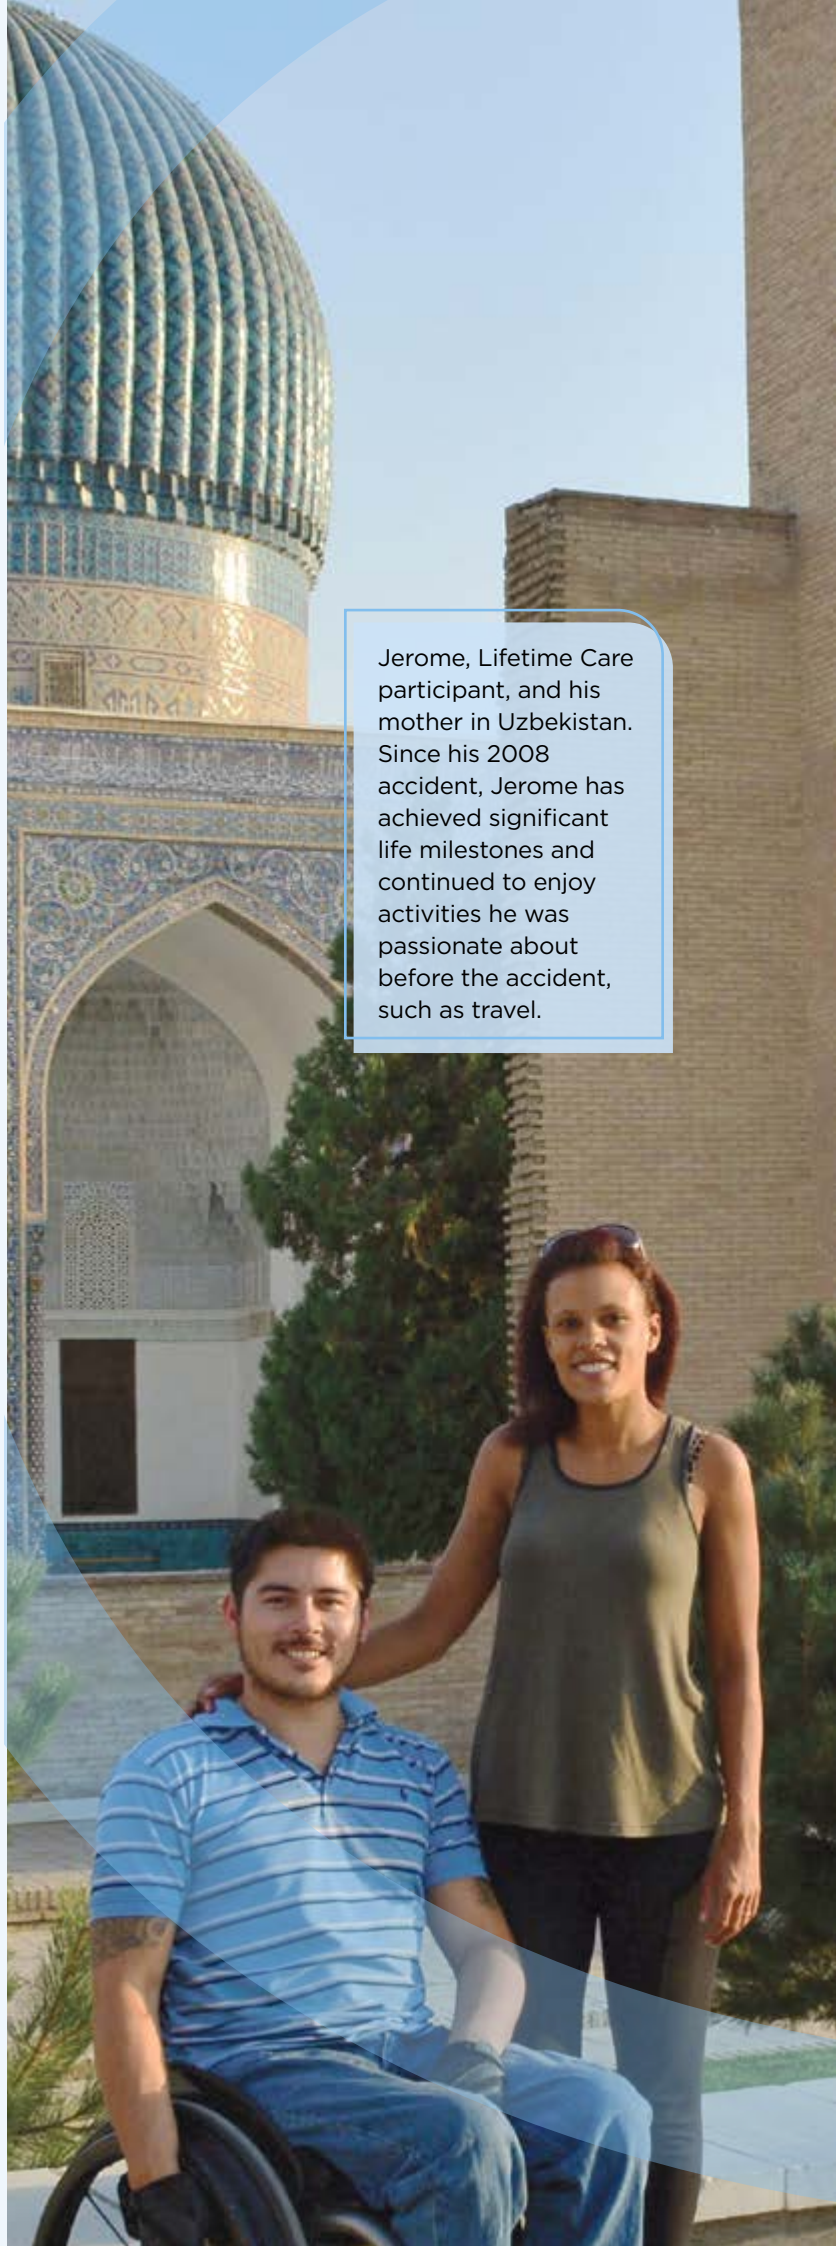 Jerome, Lifetime Care
participant, and his
mother in Uzbekistan.
Since his 2008
accident, Jerome has
achieved significant
life milestones and
continued to enjoy
activities he was
passionate about
before the accident,
such as travel.